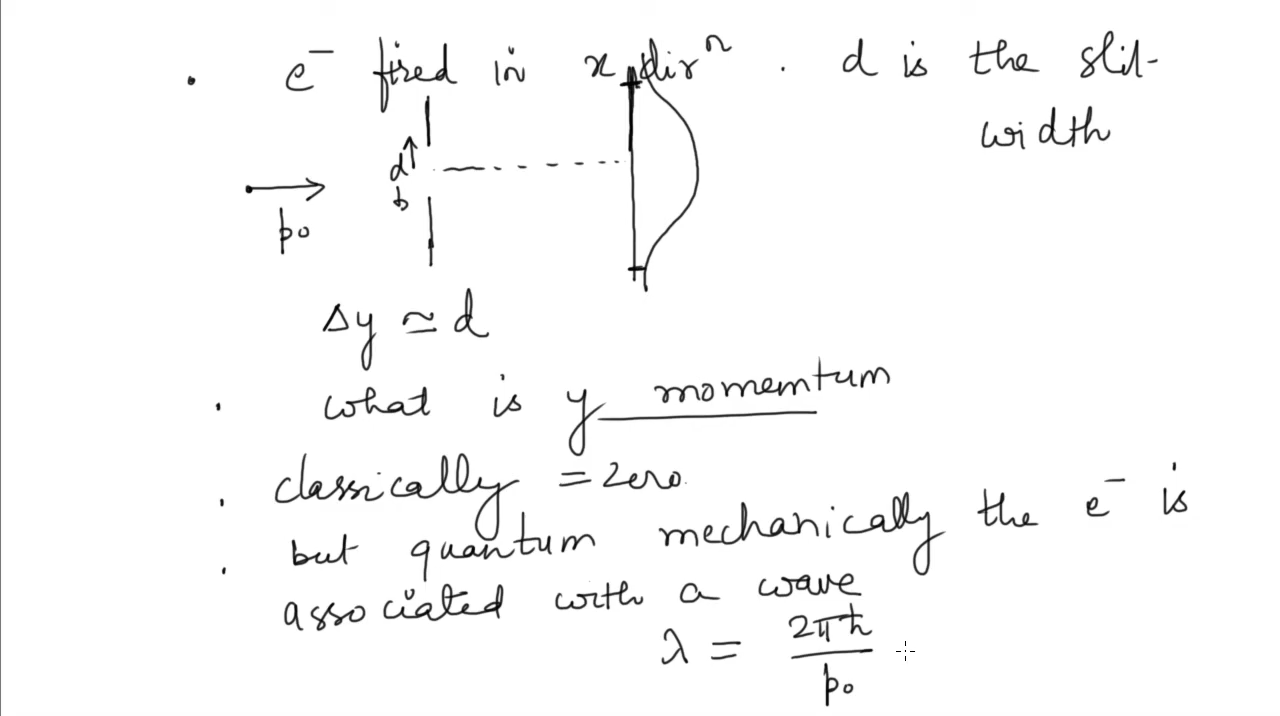 . e⁻ fired in x dirⁿ . d is the slit-
width
d
p₀
Δy ≃ d
. what is y momemtum
. classically = zero.
. but quantum mechanically the e⁻ is
associated with a wave
λ = 2πħ / p₀